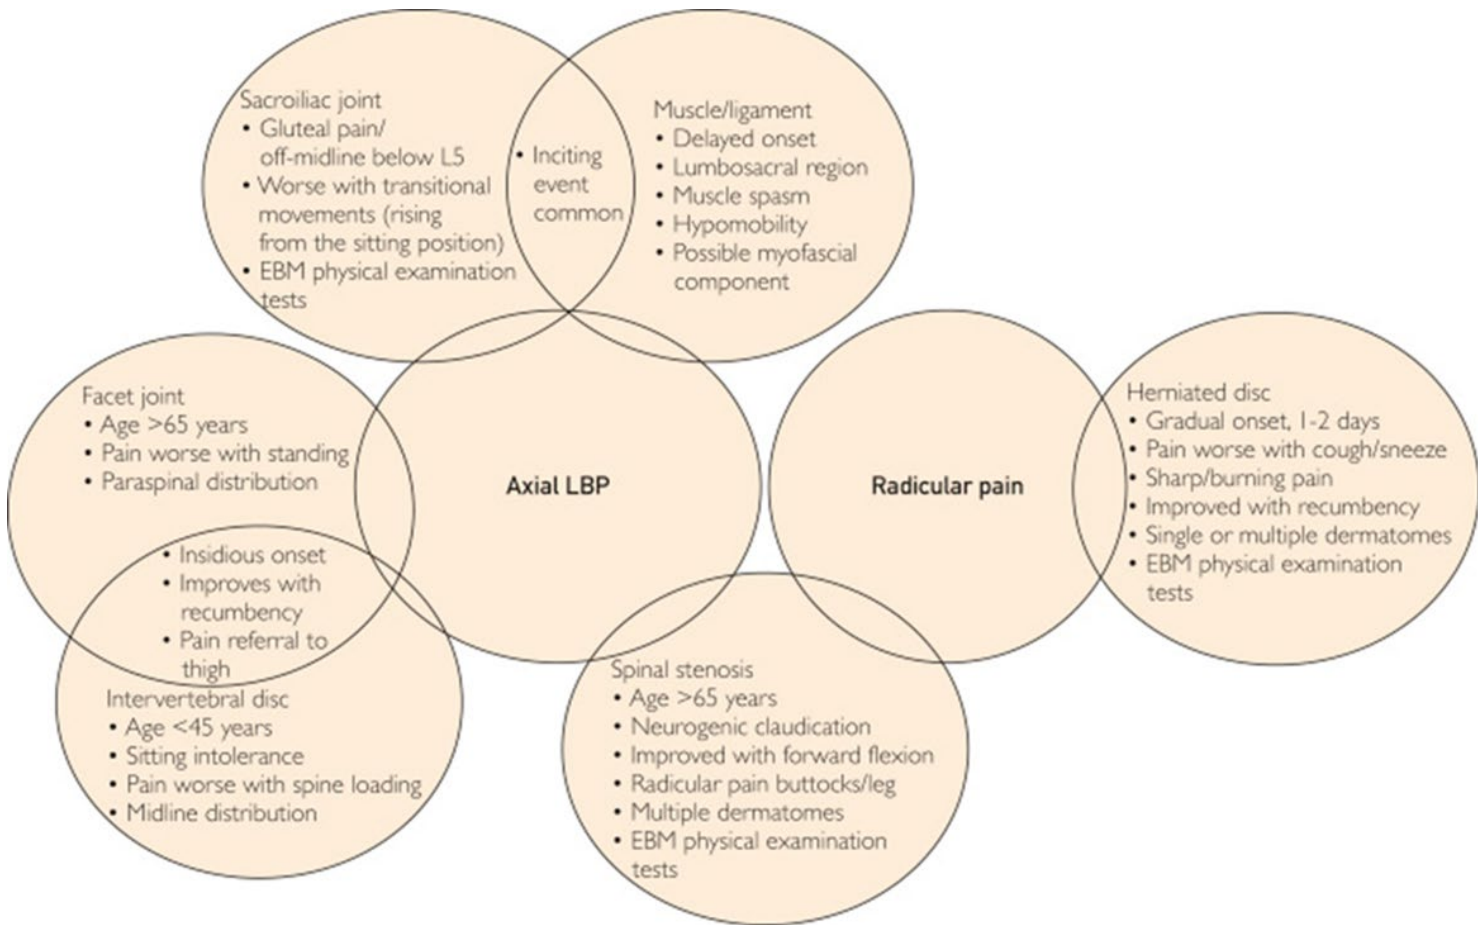 Sacroiliac joint
• Gluteal pain/
off-midline below L5
• Worse with transitional
movements (rising
from the sitting position)
• EBM physical examination
tests
• Inciting
event
common
Muscle/ligament
• Delayed onset
• Lumbosacral region
• Muscle spasm
• Hypomobility
• Possible myofascial
component
Facet joint
• Age >65 years
• Pain worse with standing
• Paraspinal distribution
• Insidious onset
• Improves with
recumbency
• Pain referral to
thigh
Intervertebral disc
• Age <45 years
• Sitting intolerance
• Pain worse with spine loading
• Midline distribution
Axial LBP
Radicular pain
Spinal stenosis
• Age >65 years
• Neurogenic claudication
• Improved with forward flexion
• Radicular pain buttocks/leg
• Multiple dermatomes
• EBM physical examination
tests
Herniated disc
• Gradual onset, 1-2 days
• Pain worse with cough/sneeze
• Sharp/burning pain
• Improved with recumbency
• Single or multiple dermatomes
• EBM physical examination
tests